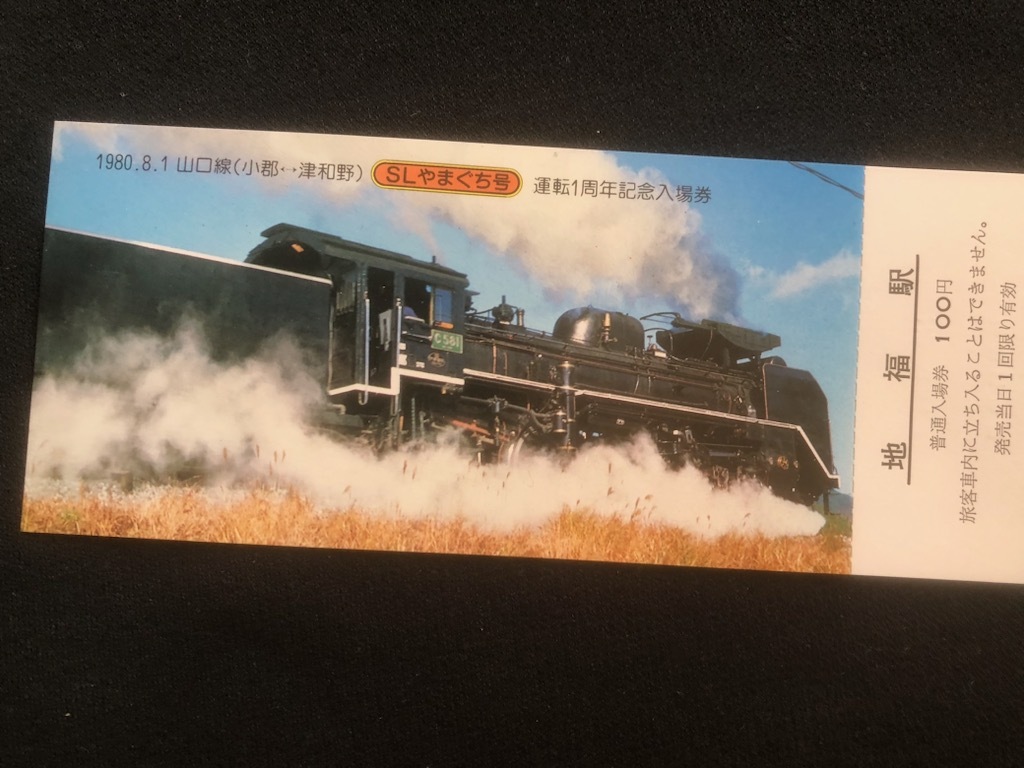 1980.8.1 山口線(小郡↔津和野) SLやまぐち号 運転1周年記念入場券
C581
地福駅
普通入場券 100円
旅客車内に立ち入ることはできません。
発売当日1回限り有効